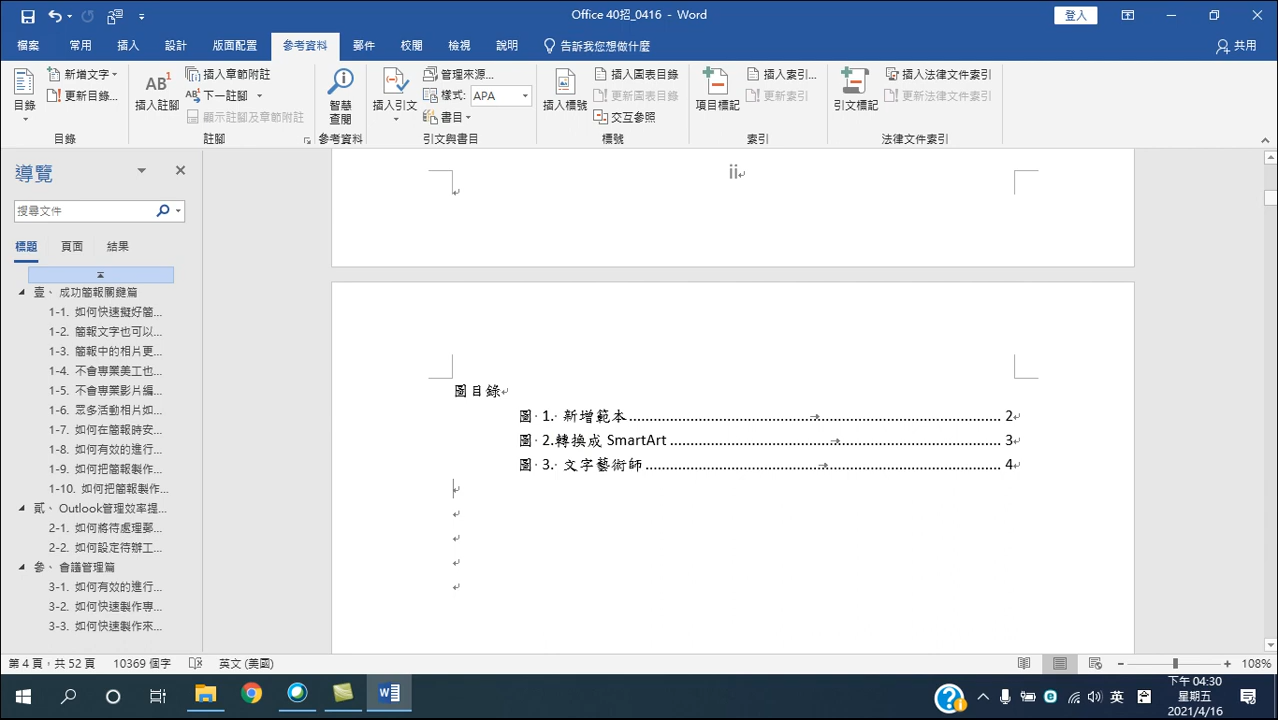 Office 40招_0416 - Word
登入
檔案 常用 插入 設計 版面配置 參考資料 郵件 校閱 檢視 說明 告訴我您想做什麼 共用
目錄
新增文字
更新目錄...
目錄
AB1
插入註腳
插入章節附註
下一註腳
顯示註腳及章節附註
註腳
智慧查閱
參考資料
插入引文
管理來源...
樣式: APA
書目
引文與書目
插入標號
插入圖表目錄
更新圖表目錄
交互參照
標號
項目標記
插入索引...
更新索引
索引
引文標記
插入法律文件索引
更新法律文件索引
法律文件索引
導覽
搜尋文件
標題 頁面 結果
壹、 成功簡報關鍵篇
1-1. 如何快速擬好簡...
1-2. 簡報文字也可以...
1-3. 簡報中的相片更...
1-4. 不會專業美工也...
1-5. 不會專業影片編...
1-6. 眾多活動相片如...
1-7. 如何在簡報時安...
1-8. 如何有效的進行...
1-9. 如何把簡報製作...
1-10. 如何把簡報製作...
貳、 Outlook管理效率提...
2-1. 如何將待處理郵...
2-2. 如何設定待辦工...
參、 會議管理篇
3-1. 如何有效的進行...
3-2. 如何快速製作專...
3-3. 如何快速製作來...
ii
圖目錄
圖 1. 新增範本 2
圖 2.轉換成 SmartArt 3
圖 3. 文字藝術師 4
第 4 頁，共 52 頁 10369 個字 英文 (美國) 108%
英
下午 04:30
星期五
2021/4/16